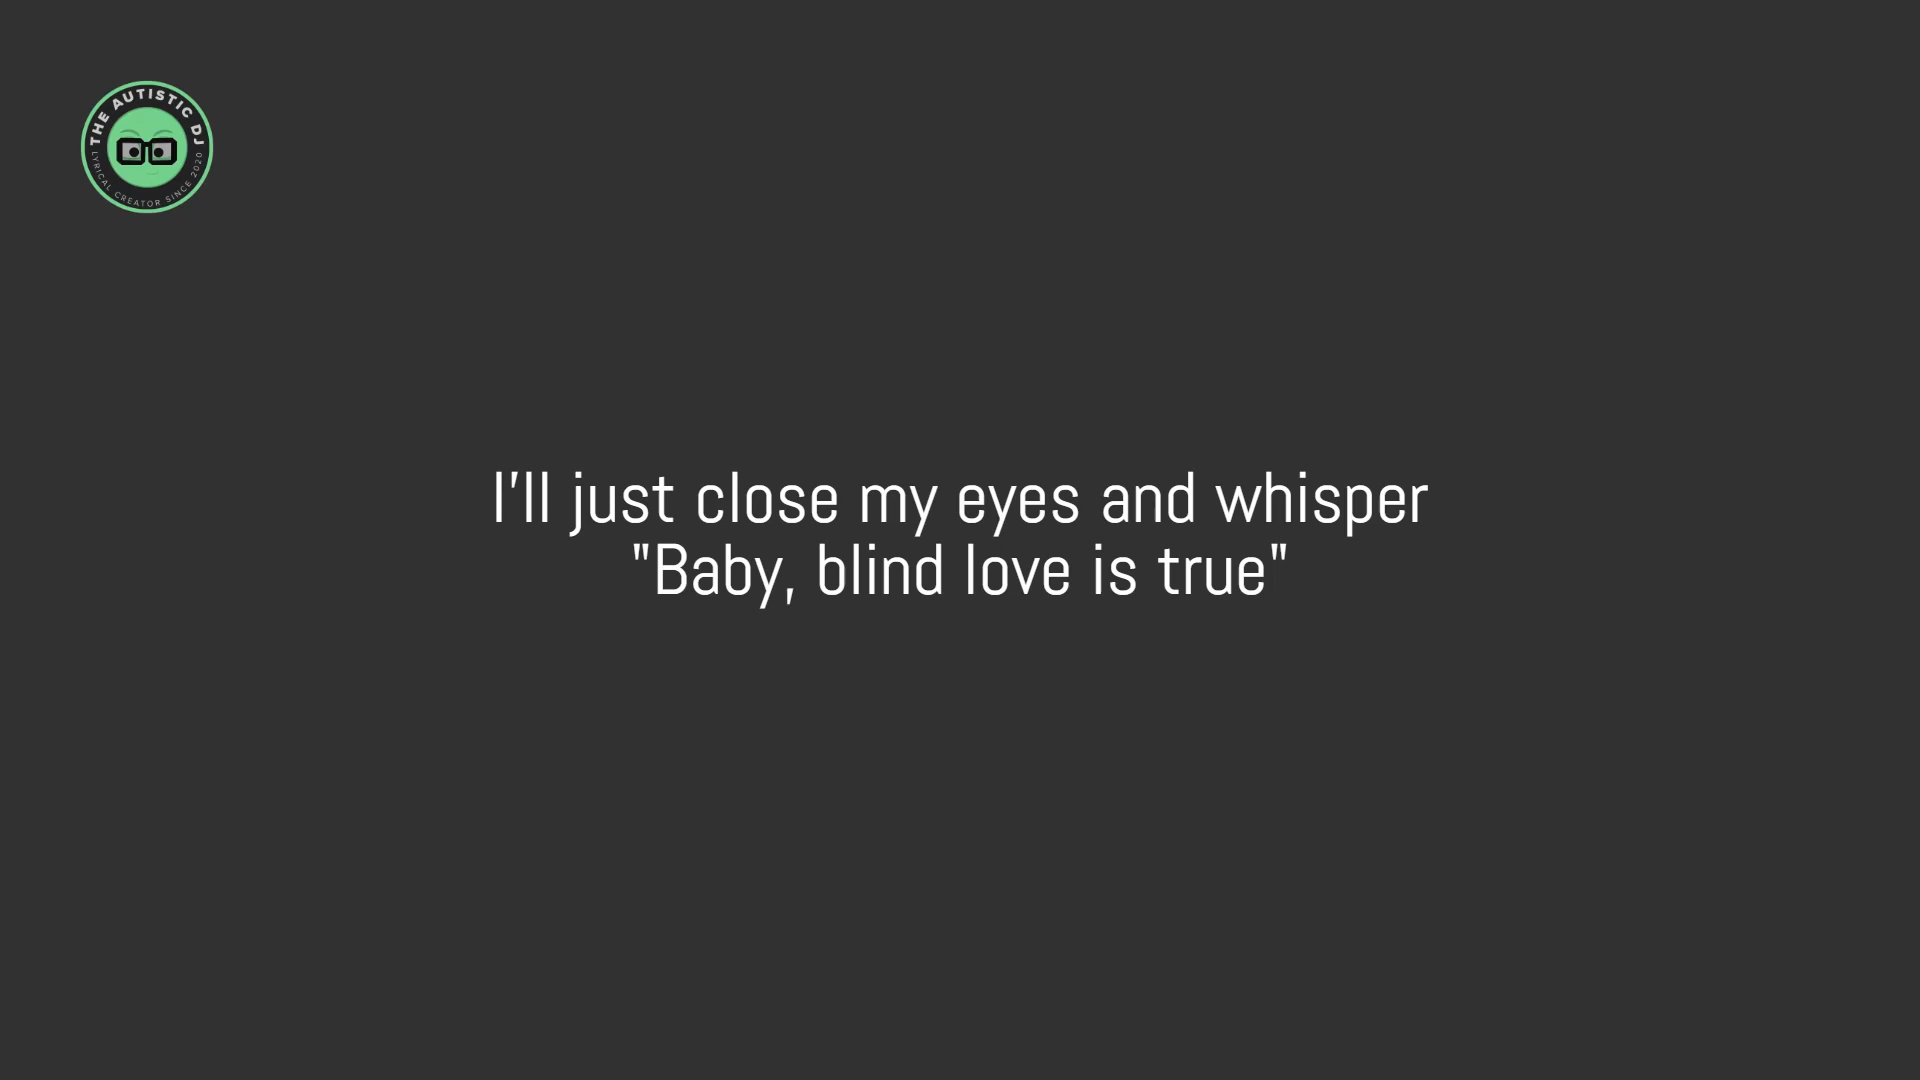 THE AUTISTIC DJ
LYRICAL CREATOR SINCE 2020
I'll just close my eyes and whisper
"Baby, blind love is true"